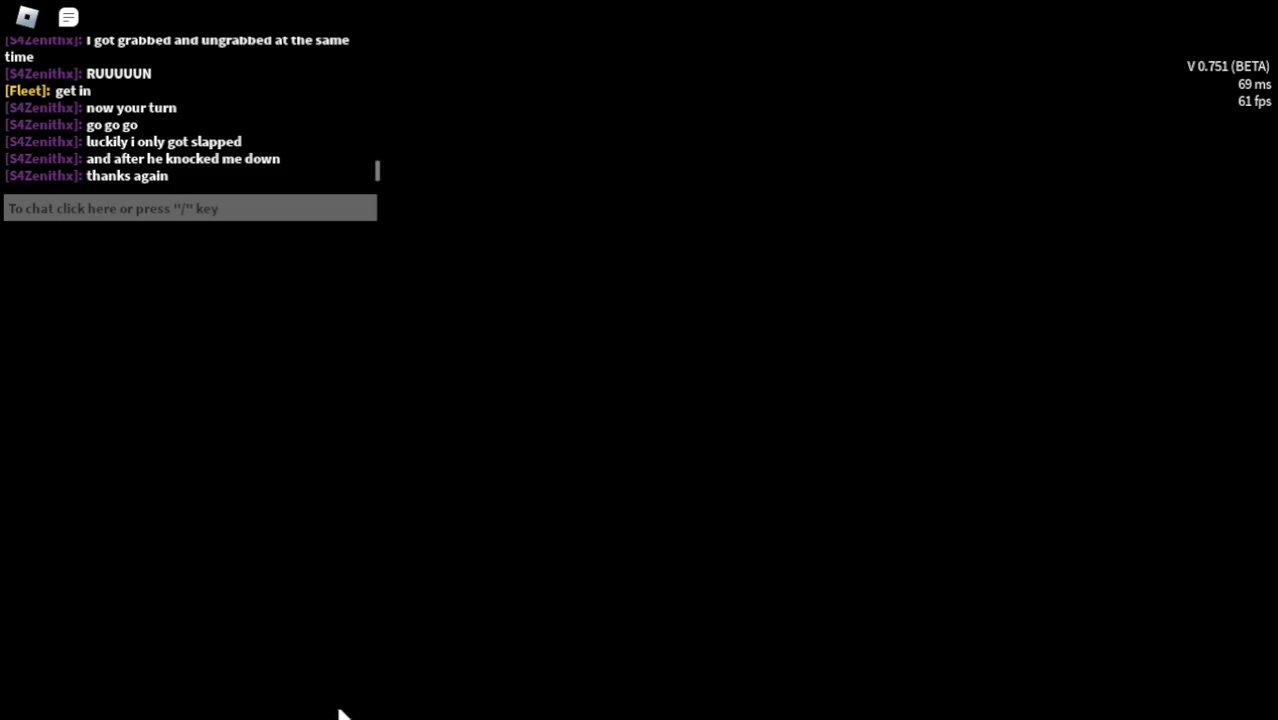 [S4Zenithx]: I got grabbed and ungrabbed at the same
time
[S4Zenithx]: RUUUUUN
[Fleet]: get in
[S4Zenithx]: now your turn
[S4Zenithx]: go go go
[S4Zenithx]: luckily i only got slapped
[S4Zenithx]: and after he knocked me down
[S4Zenithx]: thanks again
To chat click here or press "/" key
V 0.751 (BETA)
69 ms
61 fps